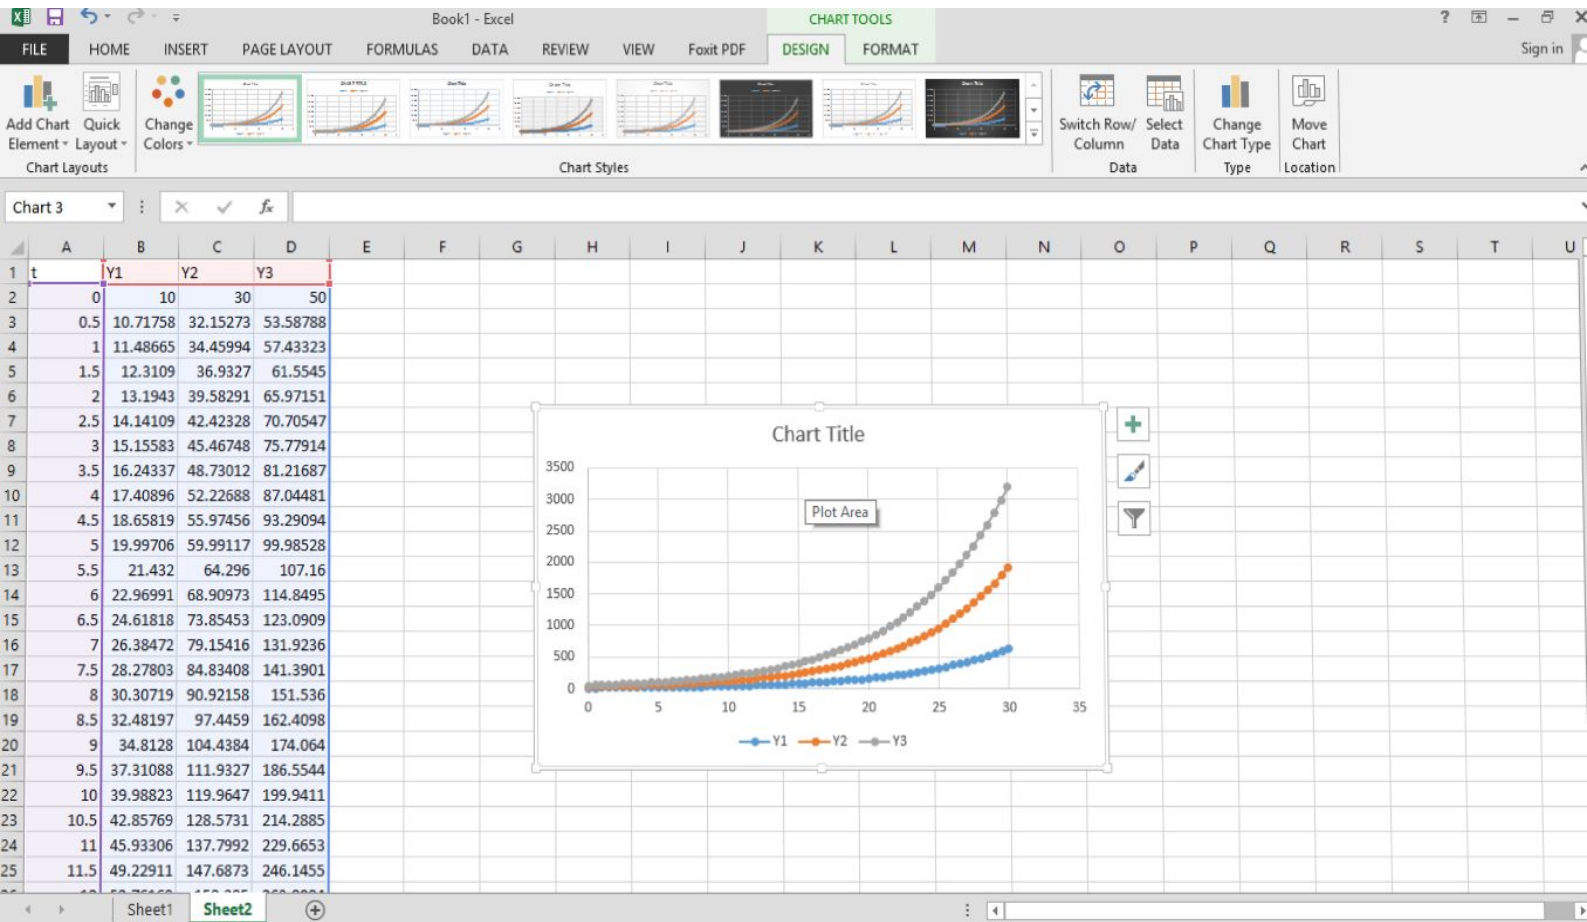 Book1 - Excel
CHART TOOLS
?
FILE HOME INSERT PAGE LAYOUT FORMULAS DATA REVIEW VIEW Foxit PDF DESIGN FORMAT Sign in
Add Chart Element
Quick Layout
Change Colors
Switch Row/ Column
Select Data
Change Chart Type
Move Chart
Chart Layouts Chart Styles Data Type Location
Chart 3 fx
A B C D E F G H I J K L M N O P Q R S T U
1 t Y1 Y2 Y3
2 0 10 30 50
3 0.5 10.71758 32.15273 53.58788
4 1 11.48665 34.45994 57.43323
5 1.5 12.3109 36.9327 61.5545
6 2 13.1943 39.58291 65.97151
7 2.5 14.14109 42.42328 70.70547
8 3 15.15583 45.46748 75.77914
9 3.5 16.24337 48.73012 81.21687
10 4 17.40896 52.22688 87.04481
11 4.5 18.65819 55.97456 93.29094
12 5 19.99706 59.99117 99.98528
13 5.5 21.432 64.296 107.16
14 6 22.96991 68.90973 114.8495
15 6.5 24.61818 73.85453 123.0909
16 7 26.38472 79.15416 131.9236
17 7.5 28.27803 84.83408 141.3901
18 8 30.30719 90.92158 151.536
19 8.5 32.48197 97.4459 162.4098
20 9 34.8128 104.4384 174.064
21 9.5 37.31088 111.9327 186.5544
22 10 39.98823 119.9647 199.9411
23 10.5 42.85769 128.5731 214.2885
24 11 45.93306 137.7992 229.6653
25 11.5 49.22911 147.6873 246.1455
Chart Title
3500
3000
2500
2000
1500
1000
500
0
Plot Area
0 5 10 15 20 25 30 35
Y1 Y2 Y3
Sheet1 Sheet2